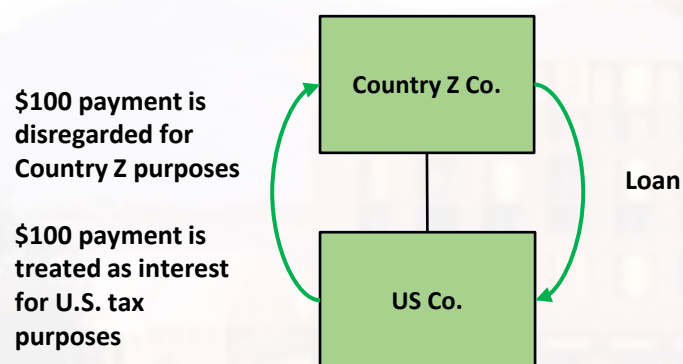 Country Z Co.
$100 payment is
disregarded for
Country Z purposes
Loan
$100 payment is
treated as interest
for U.S. tax
purposes
US Co.